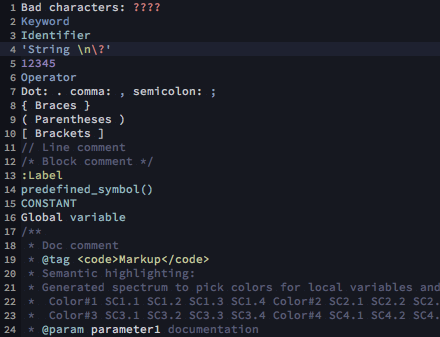 1 Bad characters: ????
2 Keyword
3 Identifier
4 'String \n\?'
5 12345
6 Operator
7 Dot: . comma: , semicolon: ;
8 { Braces }
9 ( Parentheses )
10 [ Brackets ]
11 // Line comment
12 /* Block comment */
13 :Label
14 predefined_symbol()
15 CONSTANT
16 Global variable
17 /**
18  * Doc comment
19  * @tag <code>Markup</code>
20  * Semantic highlighting:
21  * Generated spectrum to pick colors for local variables and
22  *  Color#1 SC1.1 SC1.2 SC1.3 SC1.4 Color#2 SC2.1 SC2.2 SC2.
23  *  Color#3 SC3.1 SC3.2 SC3.3 SC3.4 Color#4 SC4.1 SC4.2 SC4.
24  * @param parameter1 documentation